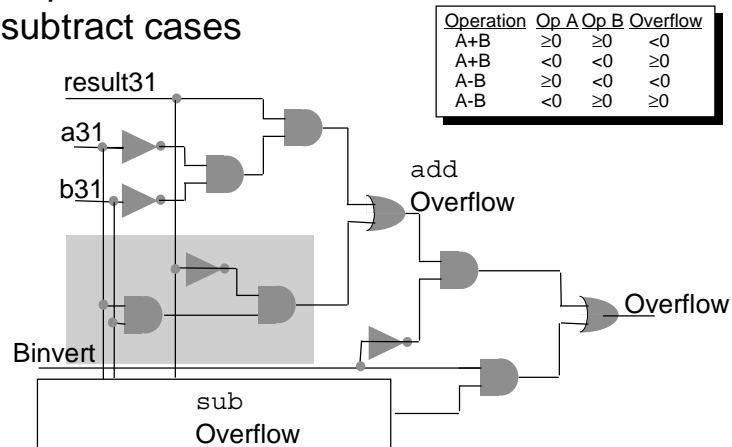 subtract cases
Operation Op A Op B Overflow
A+B ≥0 ≥0 <0
A+B <0 <0 ≥0
A-B ≥0 <0 <0
A-B <0 ≥0 ≥0
result31
a31
b31
add
Overflow
Overflow
Binvert
sub
Overflow